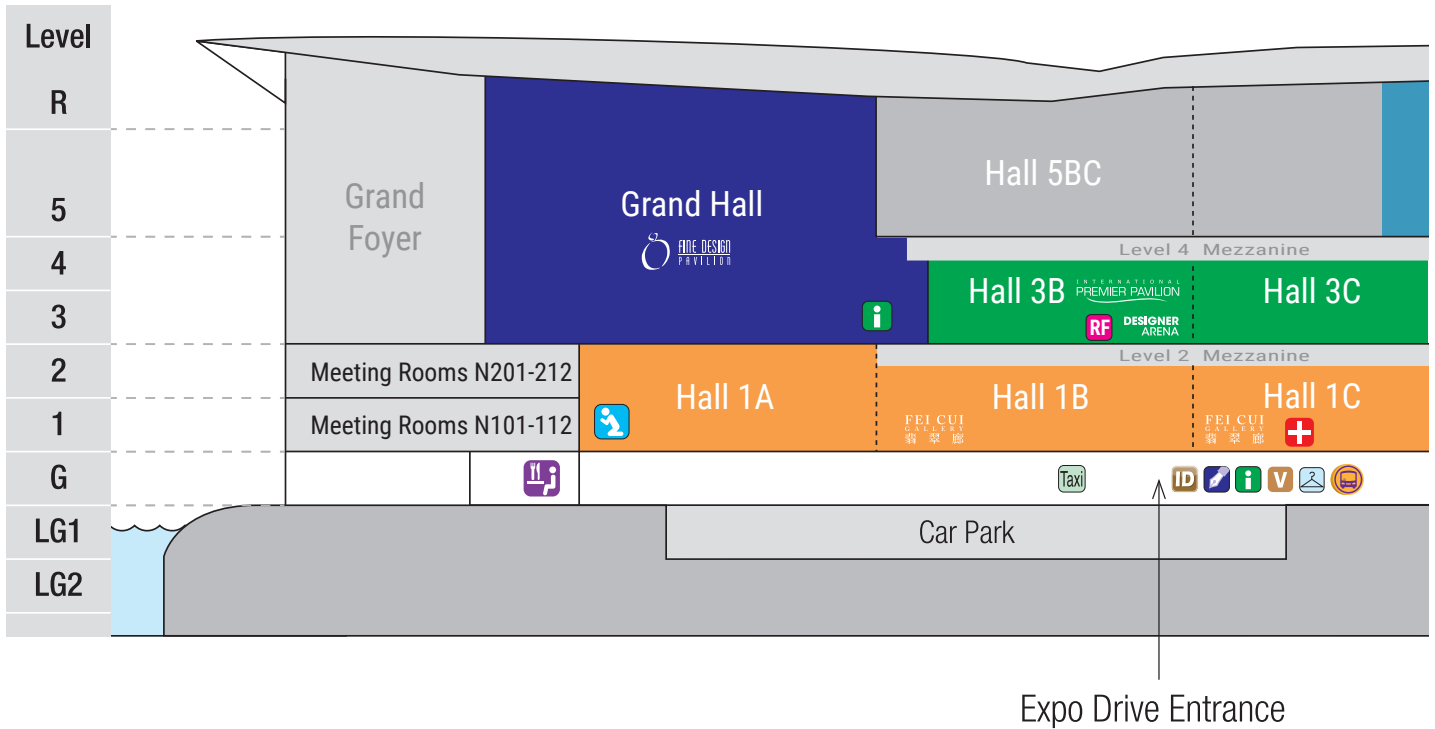 Level
R
5
4
3
2
1
G
LG1
LG2
Grand
Foyer
Grand Hall
FINE DESIGN
PAVILION
Hall 5BC
Level 4 Mezzanine
Hall 3B
INTERNATIONAL
PREMIER PAVILION
RF
DESIGNER
ARENA
Hall 3C
i
Meeting Rooms N201-212
Meeting Rooms N101-112
Level 2 Mezzanine
Hall 1A
Hall 1B
FEI CUI
GALLERY
翡翠廊
Hall 1C
FEI CUI
GALLERY
翡翠廊
Taxi
ID
i
V
Car Park
Expo Drive Entrance